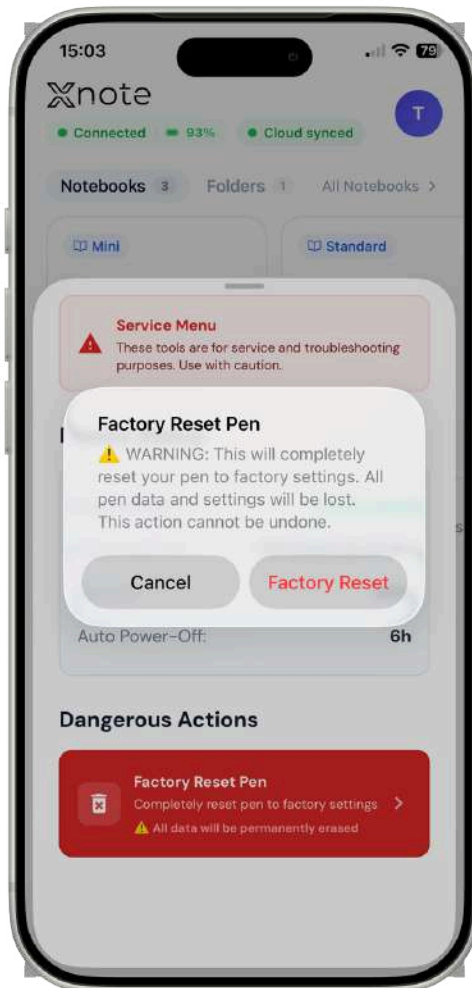 15:03
79
Xnote
Connected 93% Cloud synced
T
Notebooks 3 Folders 1 All Notebooks >
Mini
Standard
Service Menu
These tools are for service and troubleshooting
purposes. Use with caution.
Factory Reset Pen
⚠️ WARNING: This will completely
reset your pen to factory settings. All
pen data and settings will be lost.
This action cannot be undone.
Cancel
Factory Reset
Auto Power-Off: 6h
Dangerous Actions
Factory Reset Pen
Completely reset pen to factory settings >
⚠️ All data will be permanently erased